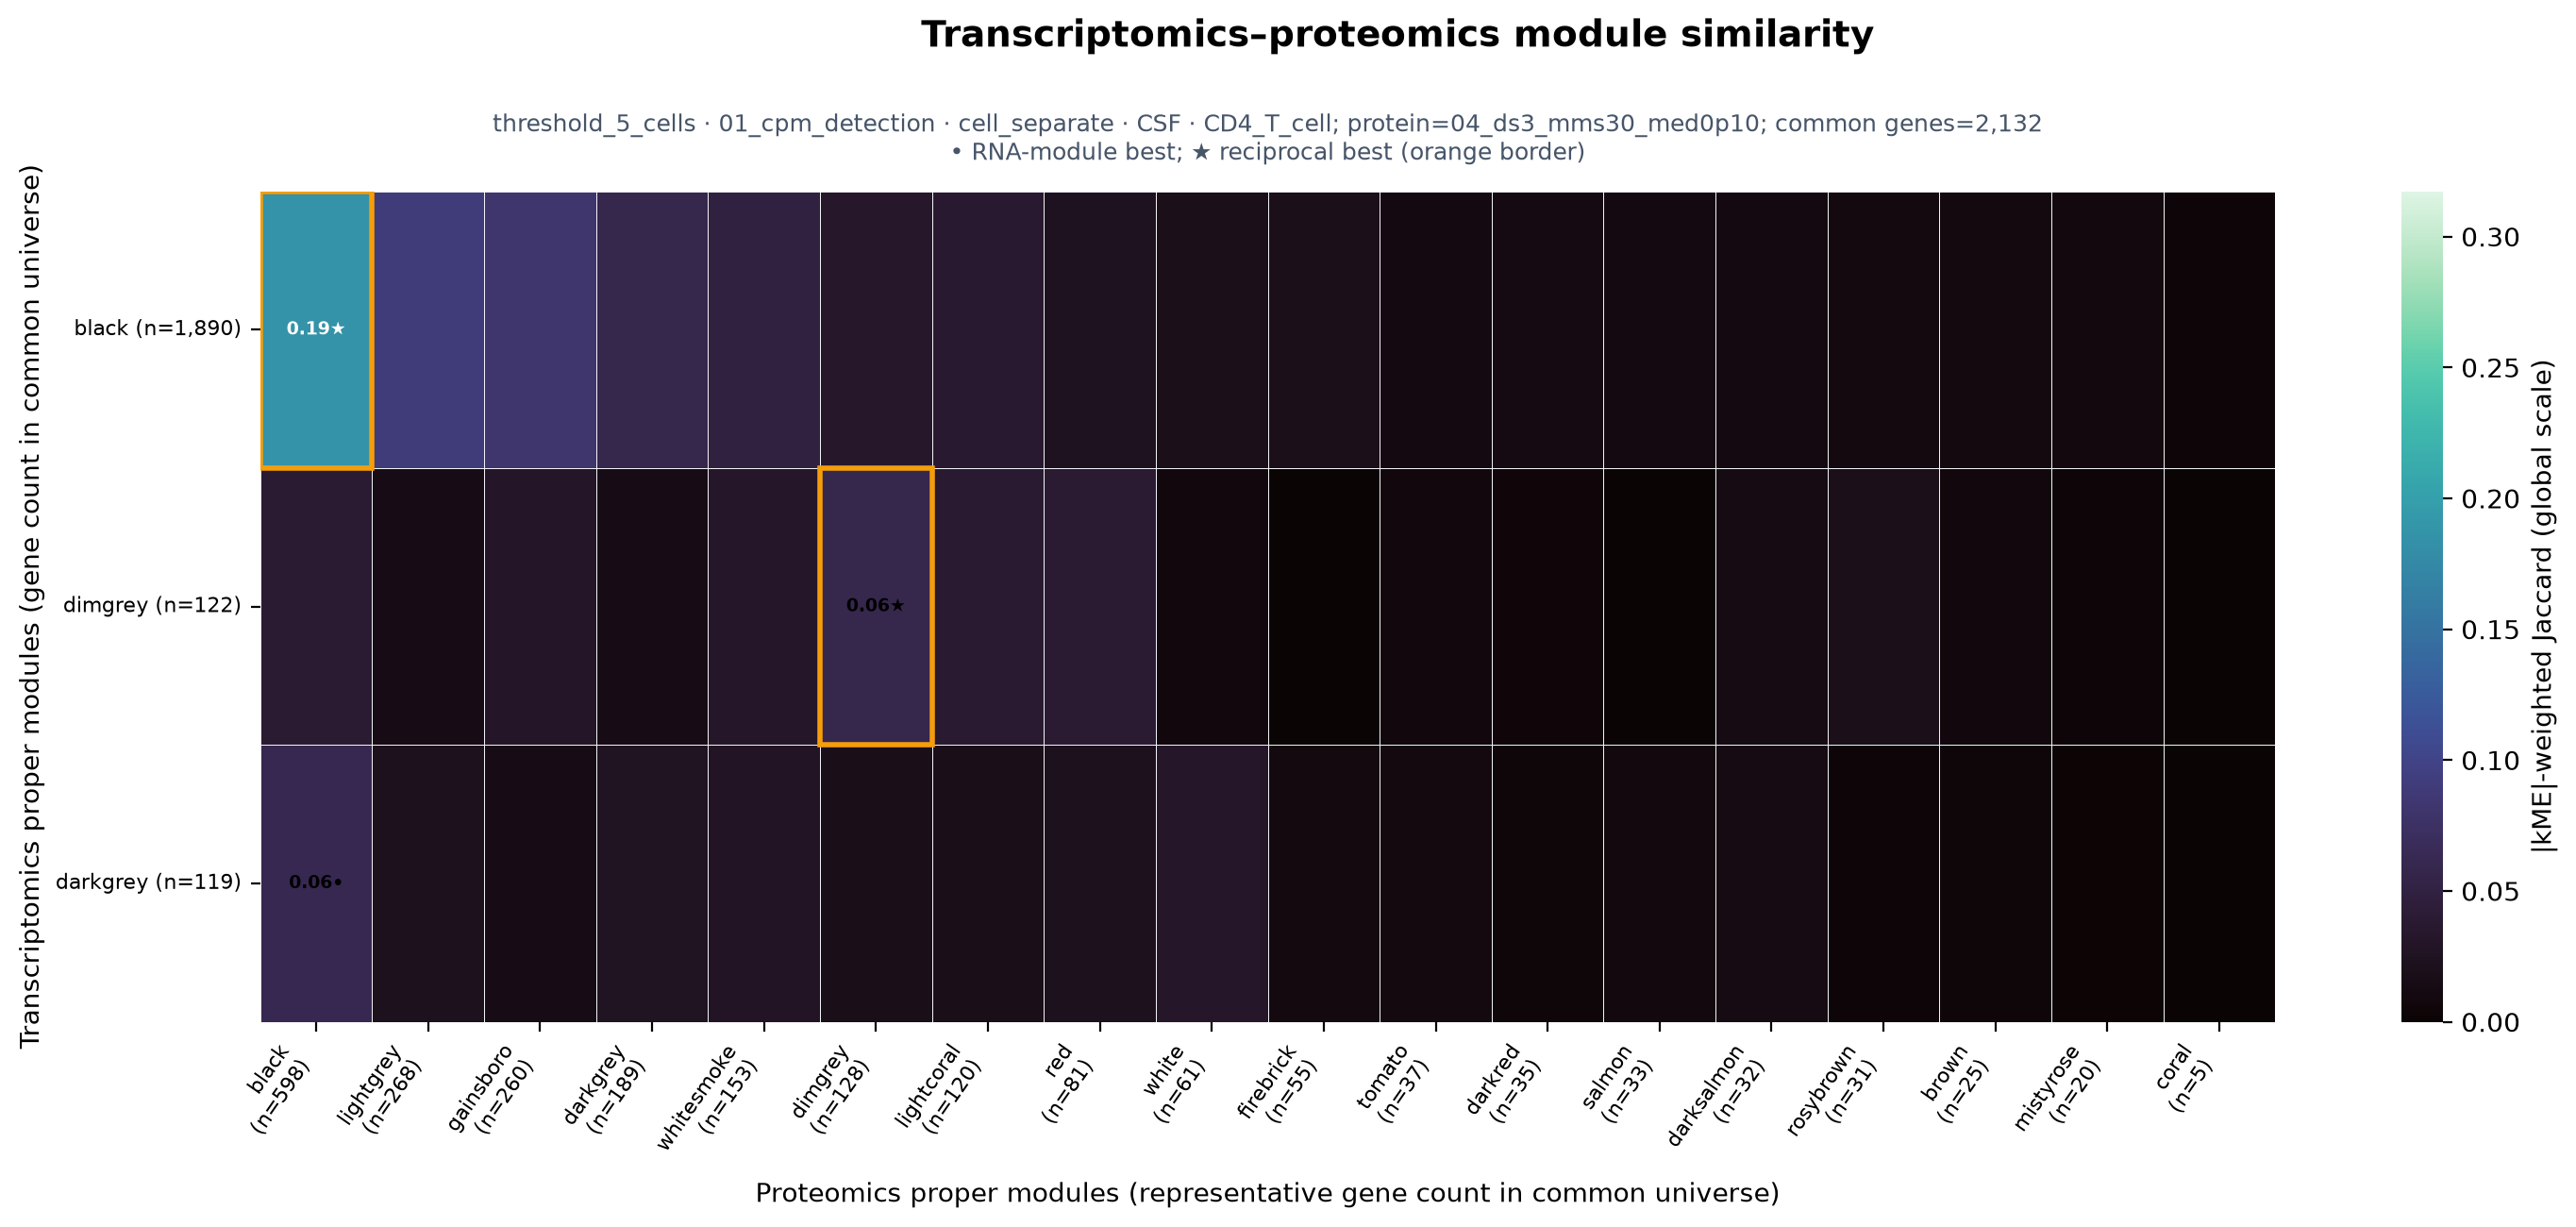 Transcriptomics–proteomics module similarity
threshold_5_cells · 01_cpm_detection · cell_separate · CSF · CD4_T_cell; protein=04_ds3_mms30_med0p10; common genes=2,132
• RNA-module best; ★ reciprocal best (orange border)
Transcriptomics proper modules (gene count in common universe)
black (n=1,890)
dimgrey (n=122)
darkgrey (n=119)
0.19★
0.06★
0.06•
black
(n=598)
lightgrey
(n=268)
gainsboro
(n=260)
darkgrey
(n=189)
whitesmoke
(n=153)
dimgrey
(n=128)
lightcoral
(n=120)
red
(n=81)
white
(n=61)
firebrick
(n=55)
tomato
(n=37)
darkred
(n=35)
salmon
(n=33)
darksalmon
(n=32)
rosybrown
(n=31)
brown
(n=25)
mistyrose
(n=20)
coral
(n=5)
Proteomics proper modules (representative gene count in common universe)
0.30
0.25
0.20
0.15
0.10
0.05
0.00
|kME|-weighted Jaccard (global scale)